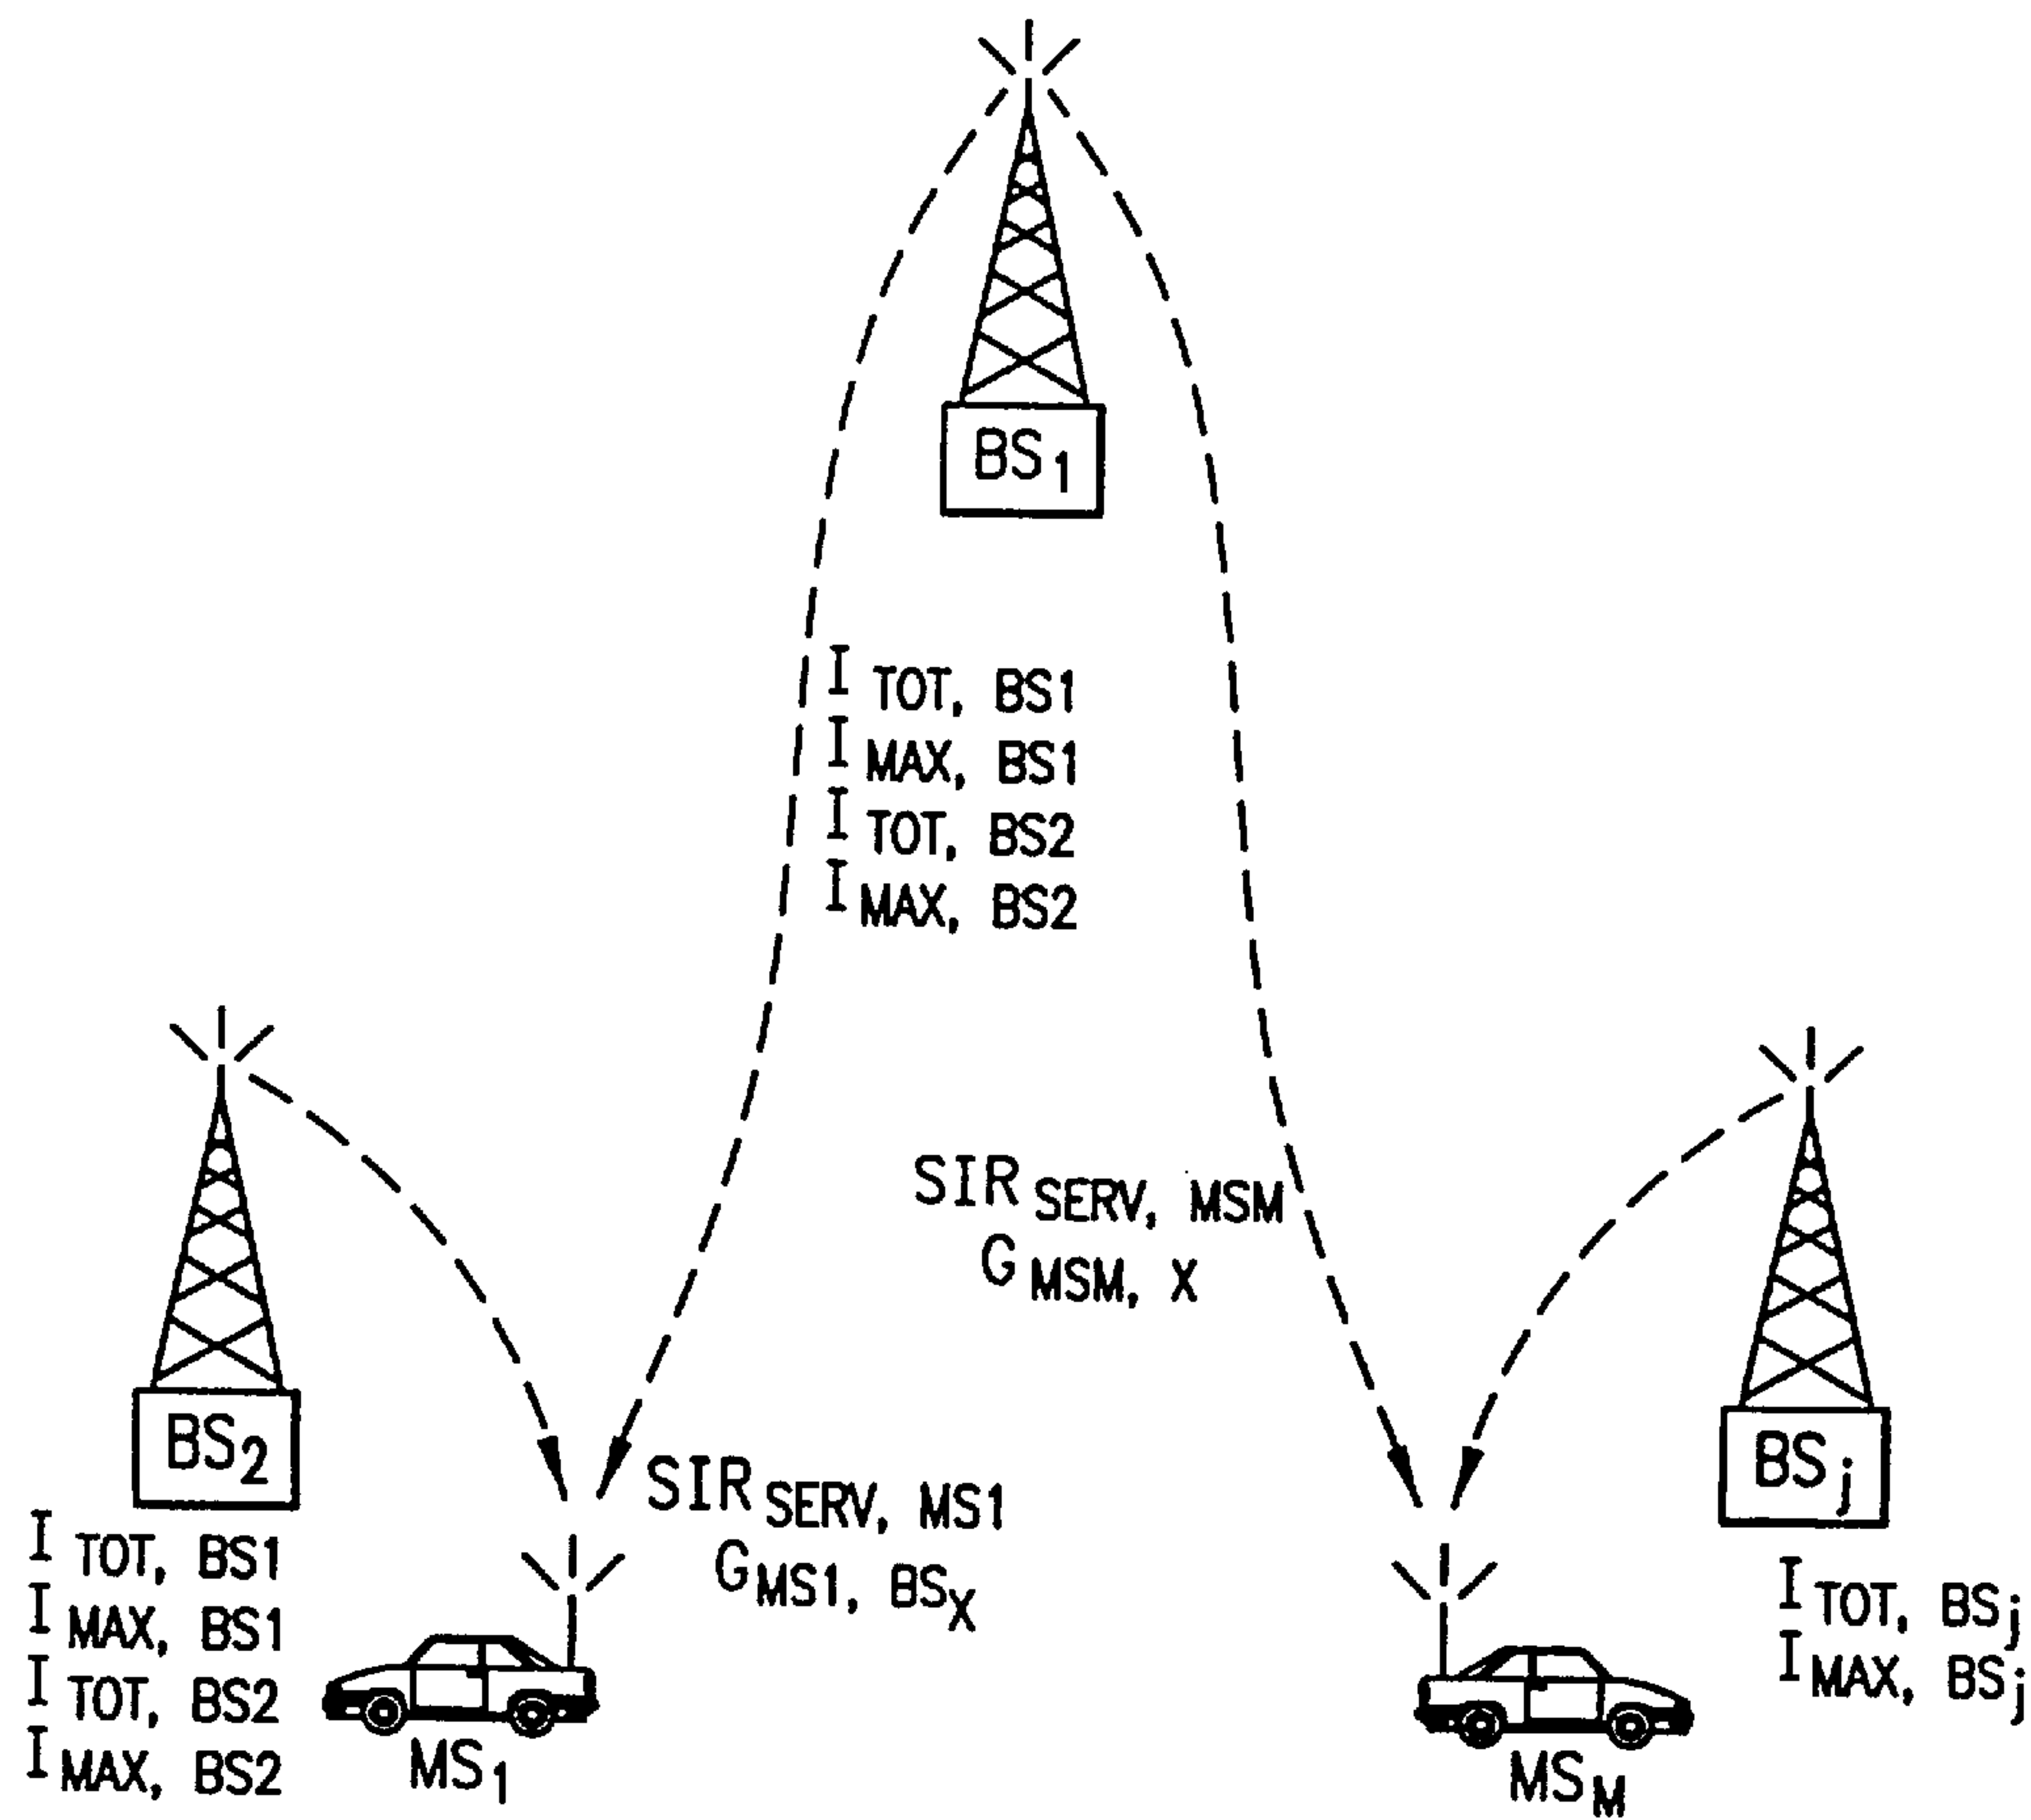 BS1
I TOT, BS1
I MAX, BS1
I TOT, BS2
I MAX, BS2
SIR SERV, MSM
G MSM, X
BS2
I TOT, BS1
I MAX, BS1
I TOT, BS2
I MAX, BS2
SIR SERV, MS1
G MS1, BSX
MS1
BSj
I TOT, BSj
I MAX, BSj
MSM